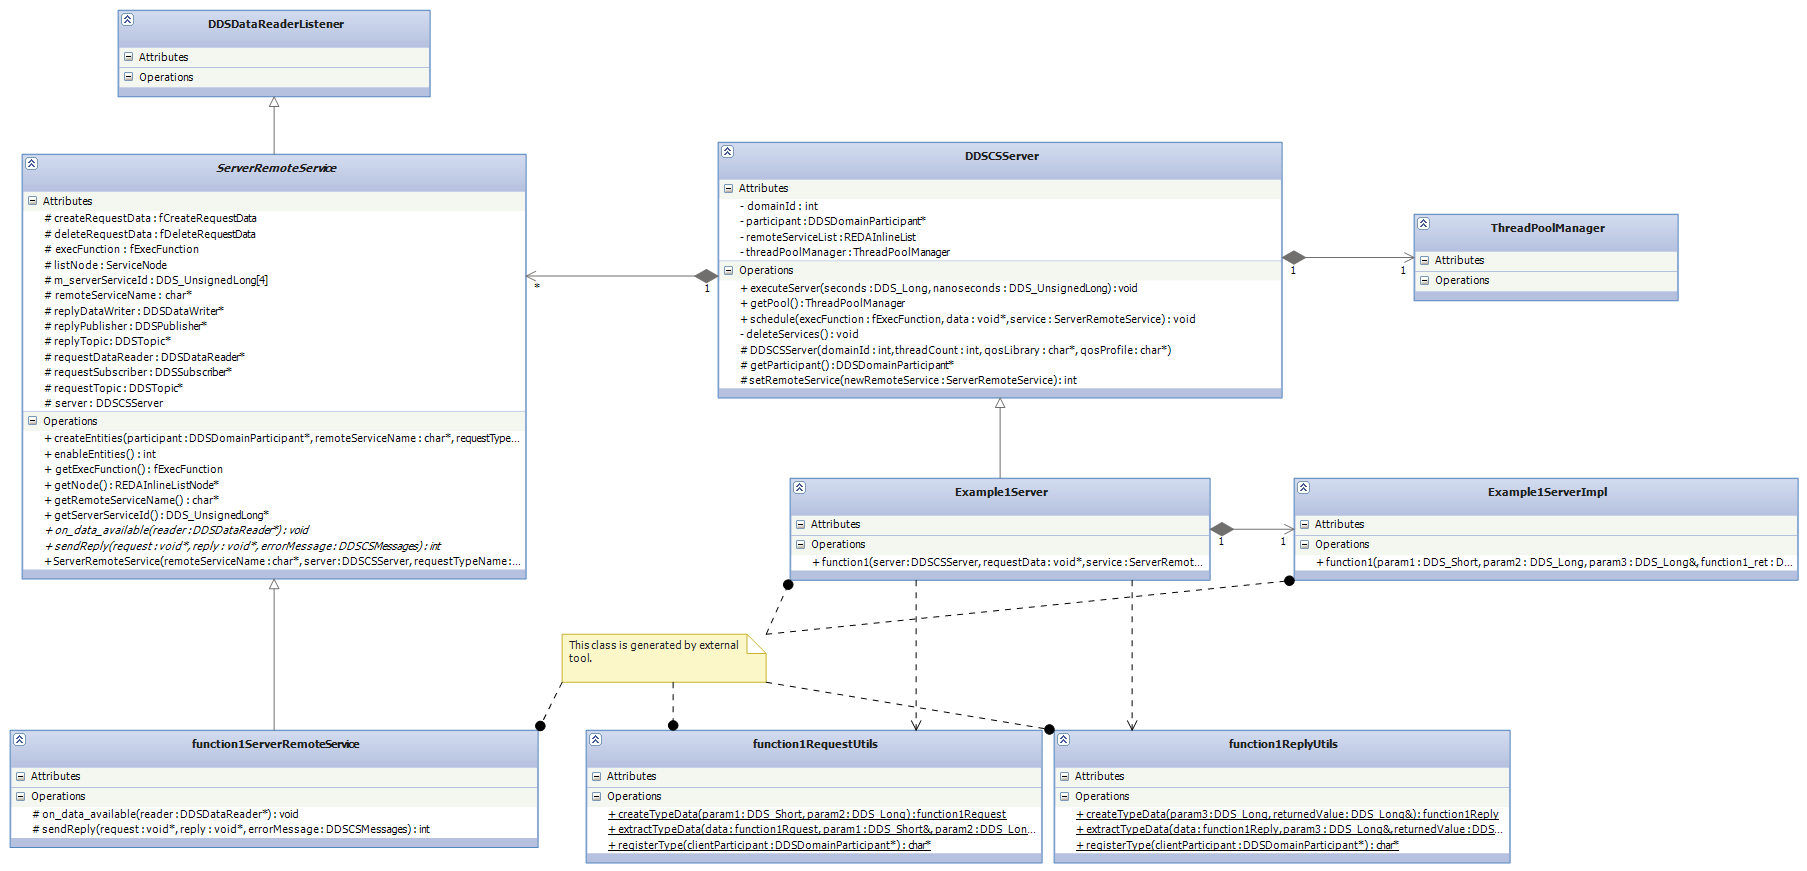 DDSDataReaderListener
Attributes
Operations
ServerRemoteService
Attributes
# createRequestData : fCreateRequestData
# deleteRequestData : fDeleteRequestData
# execFunction : fExecFunction
# listNode : ServiceNode
# m_serverServiceId : DDS_UnsignedLong[4]
# remoteServiceName : char*
# replyDataWriter : DDSDataWriter*
# replyPublisher : DDSPublisher*
# replyTopic : DDSTopic*
# requestDataReader : DDSDataReader*
# requestSubscriber : DDSSubscriber*
# requestTopic : DDSTopic*
# server : DDSCSServer
Operations
+ createEntities(participant : DDSDomainParticipant*, remoteServiceName : char*, requestType...
+ enableEntities() : int
+ getExecFunction() : fExecFunction
+ getNode() : REDAInlineListNode*
+ getRemoteServiceName() : char*
+ getServerServiceId() : DDS_UnsignedLong*
+ on_data_available(reader : DDSDataReader*) : void
+ sendReply(request : void*, reply : void*, errorMessage : DDSCSMessages) : int
+ServerRemoteService(remoteServiceName : char*, server : DDSCSServer, requestTypeName : ...
*
1
DDSCSServer
Attributes
- domainId : int
- participant : DDSDomainParticipant*
- remoteServiceList : REDAInlineList
- threadPoolManager : ThreadPoolManager
Operations
+ executeServer(seconds : DDS_Long, nanoseconds : DDS_UnsignedLong) : void
+ getPool() : ThreadPoolManager
+ schedule(execFunction : fExecFunction, data : void*, service : ServerRemoteService) : void
- deleteServices() : void
# DDSCSServer(domainId : int, threadCount : int, qosLibrary : char*, qosProfile : char*)
# getParticipant() : DDSDomainParticipant*
# setRemoteService(newRemoteService : ServerRemoteService) : int
1
1
ThreadPoolManager
Attributes
Operations
Example1Server
Attributes
Operations
+ function1(server : DDSCSServer, requestData : void*, service : ServerRemot...
1
1
Example1ServerImpl
Attributes
Operations
+ function1(param1 : DDS_Short, param2 : DDS_Long, param3 : DDS_Long&, function1_ret : D...
This class is generated by external
tool.
function1ServerRemoteService
Attributes
Operations
# on_data_available(reader : DDSDataReader*) : void
# sendReply(request : void*, reply : void*, errorMessage : DDSCSMessages) : int
function1RequestUtils
Attributes
Operations
+ createTypeData(param1 : DDS_Short, param2 : DDS_Long) : function1Request
+ extractTypeData(data : function1Rquest, param1 : DDS_Short&, param2 : DDS_Lon...
+ registerType(clientParticipant : DDSDomainParticipant*) : char*
function1ReplyUtils
Attributes
Operations
+ createTypeData(param3 : DDS_Long, returnedValue : DDS_Long&) : function1Reply
+ extractTypeData(data : function1Reply, param3 : DDS_Long&, returnedValue : DDS...
+ registerType(clientParticipant : DDSDomainParticipant*) : char*